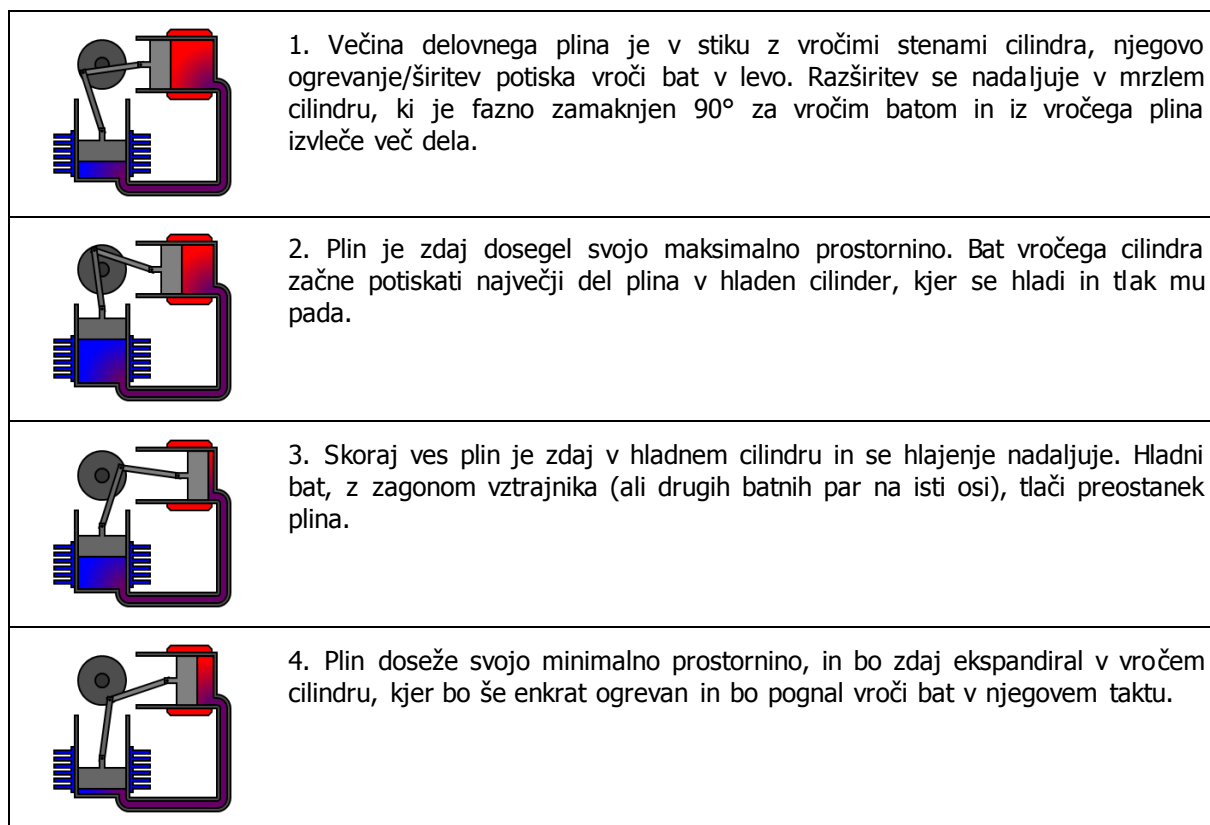 1. Večina delovnega plina je v stiku z vročimi stenami cilindra, njegovo
ogrevanje/širitev potiska vroči bat v levo. Razširitev se nadaljuje v mrzlem
cilindru, ki je fazno zamaknjen 90° za vročim batom in iz vročega plina
izvleče več dela.
2. Plin je zdaj dosegel svojo maksimalno prostornino. Bat vročega cilindra
začne potiskati največji del plina v hladen cilinder, kjer se hladi in tlak mu
pada.
3. Skoraj ves plin je zdaj v hladnem cilindru in se hlajenje nadaljuje. Hladni
bat, z zagonom vztrajnika (ali drugih batnih par na isti osi), tlači preostanek
plina.
4. Plin doseže svojo minimalno prostornino, in bo zdaj ekspandiral v vročem
cilindru, kjer bo še enkrat ogrevan in bo pognal vroči bat v njegovem taktu.